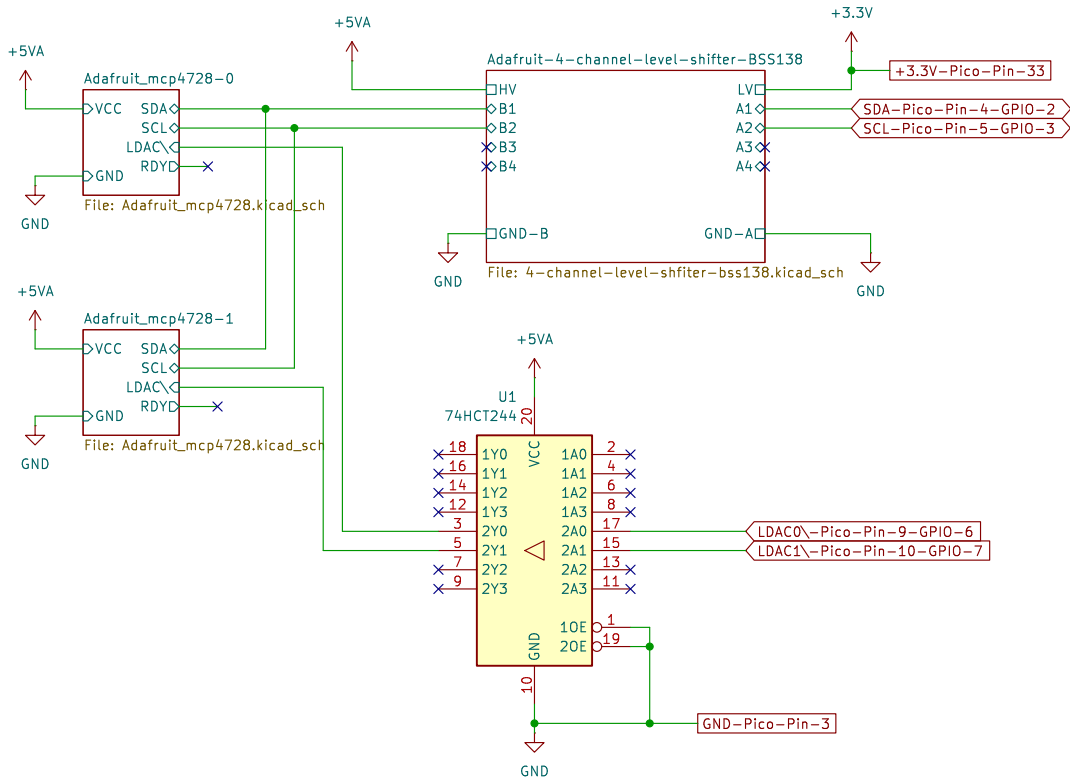 +3.3V
+5VA
+5VA
Adafruit-4-channel-level-shifter-BSS138
+3.3V-Pico-Pin-33
Adafruit_mcp4728-0
HV LV
VCC SDA
B1 A1 SDA-Pico-Pin-4-GPIO-2
SCL
B2 A2 SCL-Pico-Pin-5-GPIO-3
LDAC\
B3 A3
RDY
B4 A4
GND
File: Adafruit_mcp4728.kicad_sch
GND
GND-B GND-A
File: 4-channel-level-shfiter-bss138.kicad_sch
GND
GND
+5VA
Adafruit_mcp4728-1
VCC SDA
SCL
LDAC\
RDY
GND
File: Adafruit_mcp4728.kicad_sch
GND
+5VA
U1
74HCT244
20
VCC
18 1Y0 1A0 2
16 1Y1 1A1 4
14 1Y2 1A2 6
12 1Y3 1A3 8
3 2Y0 2A0 17 LDAC0\-Pico-Pin-9-GPIO-6
5 2Y1 2A1 15 LDAC1\-Pico-Pin-10-GPIO-7
7 2Y2 2A2 13
9 2Y3 2A3 11
1OE 1
2OE 19
GND
10
GND-Pico-Pin-3
GND